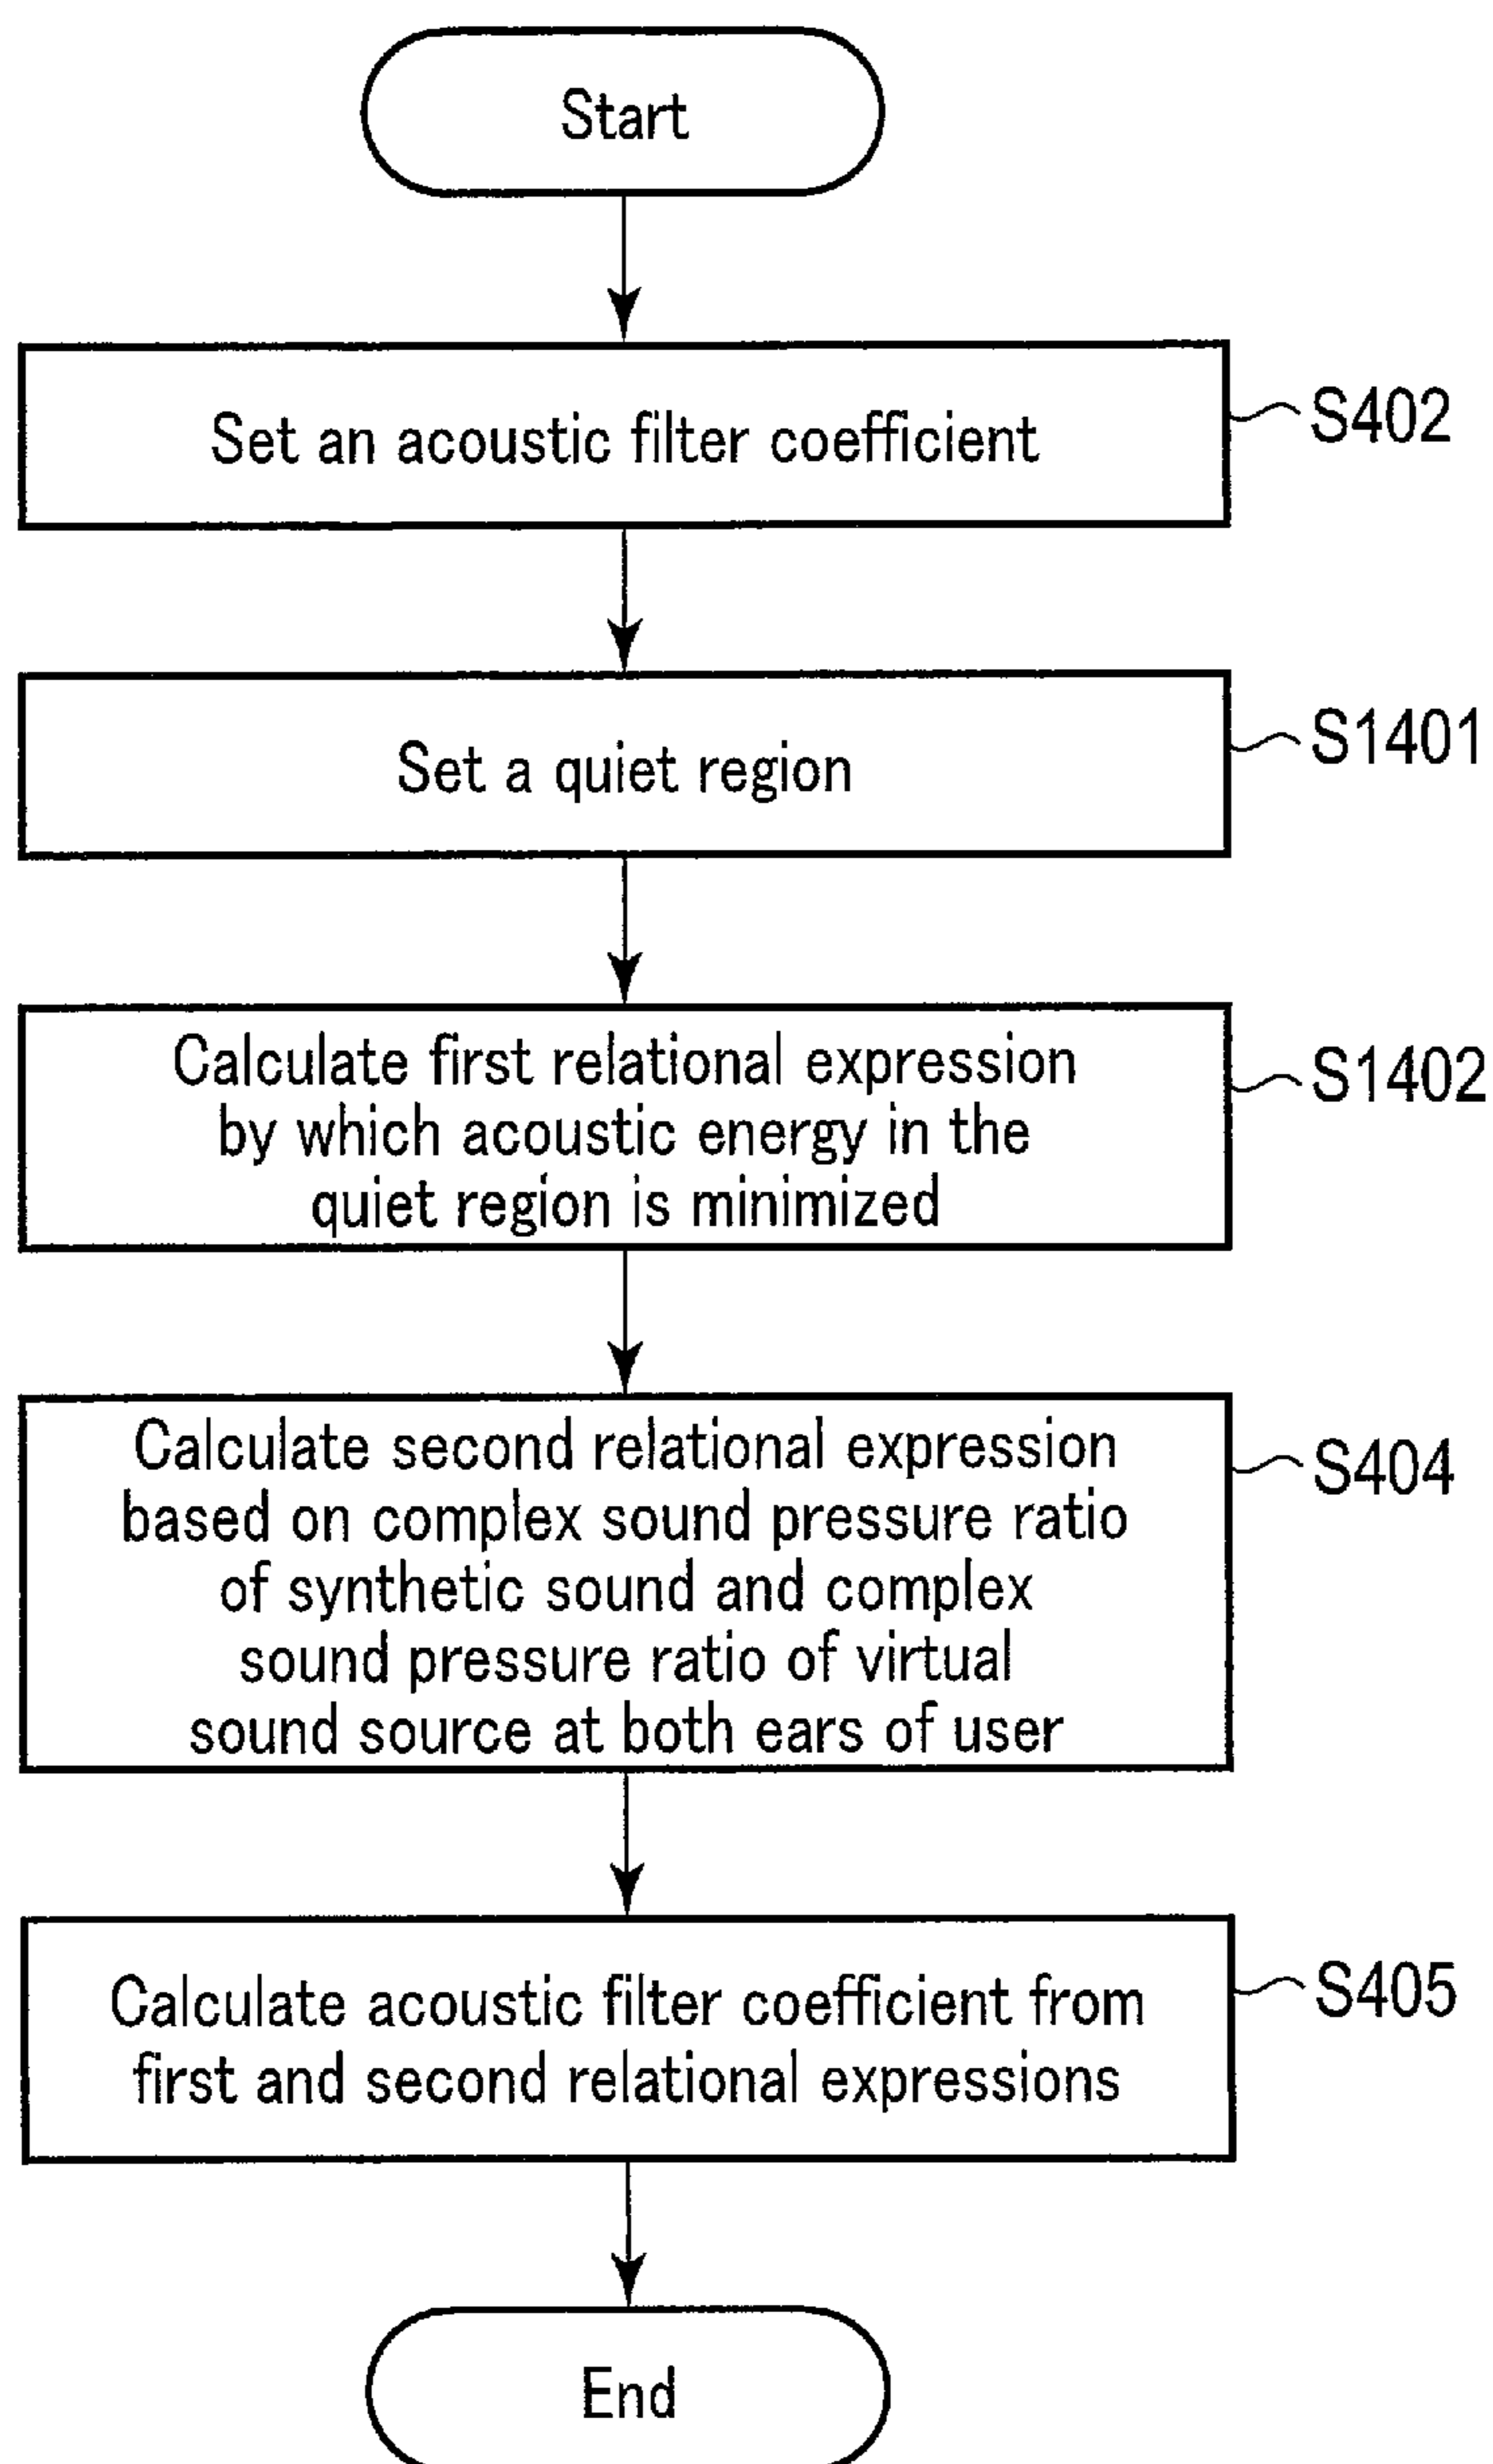 Start
Set an acoustic filter coefficient
S402
Set a quiet region
S1401
Calculate first relational expression
by which acoustic energy in the
quiet region is minimized
S1402
Calculate second relational expression
based on complex sound pressure ratio
of synthetic sound and complex
sound pressure ratio of virtual
sound source at both ears of user
S404
Calculate acoustic filter coefficient from
first and second relational expressions
S405
End